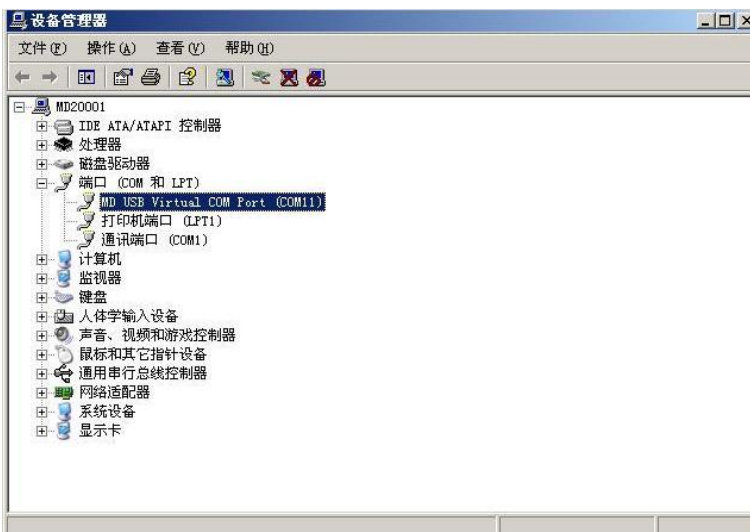 设备管理器
文件(F) 操作(A) 查看(V) 帮助(H)
MD20001
IDE ATA/ATAPI 控制器
处理器
磁盘驱动器
端口 (COM 和 LPT)
MD USB Virtual COM Port (COM11)
打印机端口 (LPT1)
通讯端口 (COM1)
计算机
监视器
键盘
人体学输入设备
声音、视频和游戏控制器
鼠标和其它指针设备
通用串行总线控制器
网络适配器
系统设备
显示卡